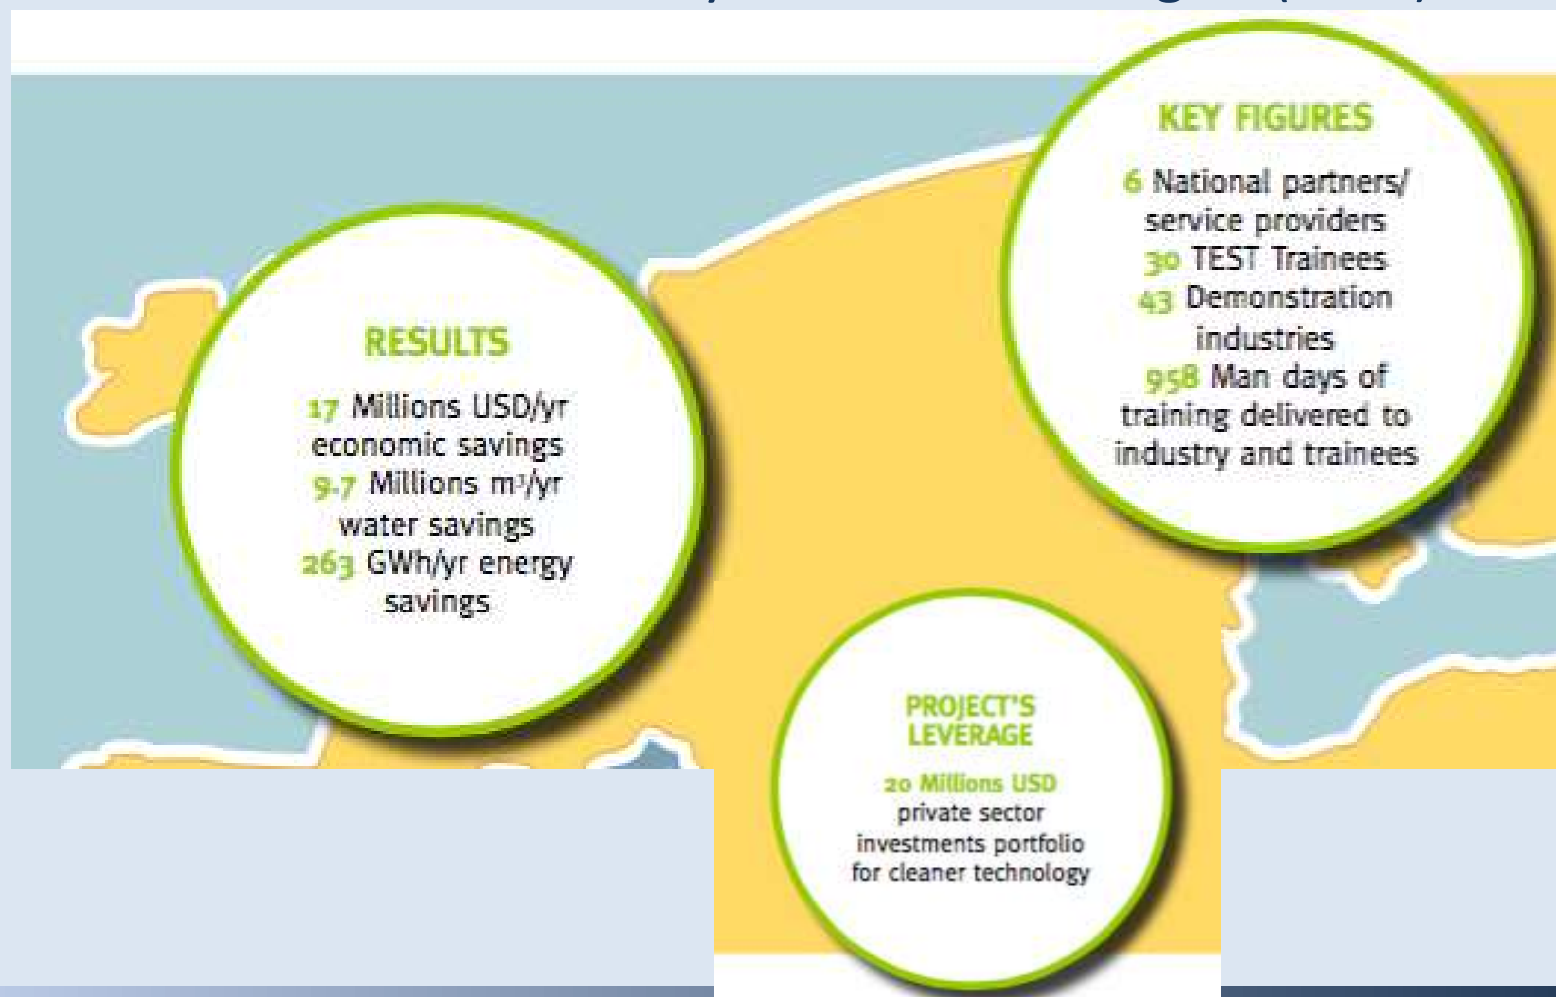 RESULTS
17 Millions USD/yr
economic savings
9.7 Millions m³/yr
water savings
263 GWh/yr energy
savings
KEY FIGURES
6 National partners/
service providers
30 TEST Trainees
43 Demonstration
industries
958 Man days of
training delivered to
industry and trainees
PROJECT'S
LEVERAGE
20 Millions USD
private sector
investments portfolio
for cleaner technology